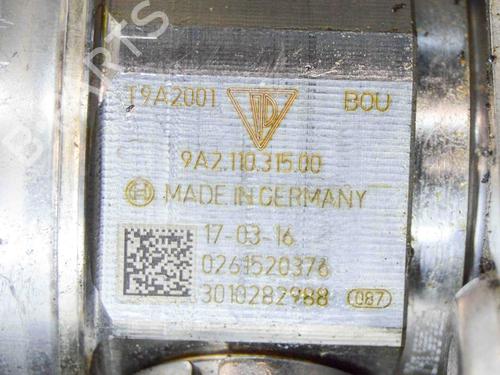 T9A2001 BOU
9A2.110.315.00
MADE IN GERMANY
17-03-16
0261520376
3010282988 087